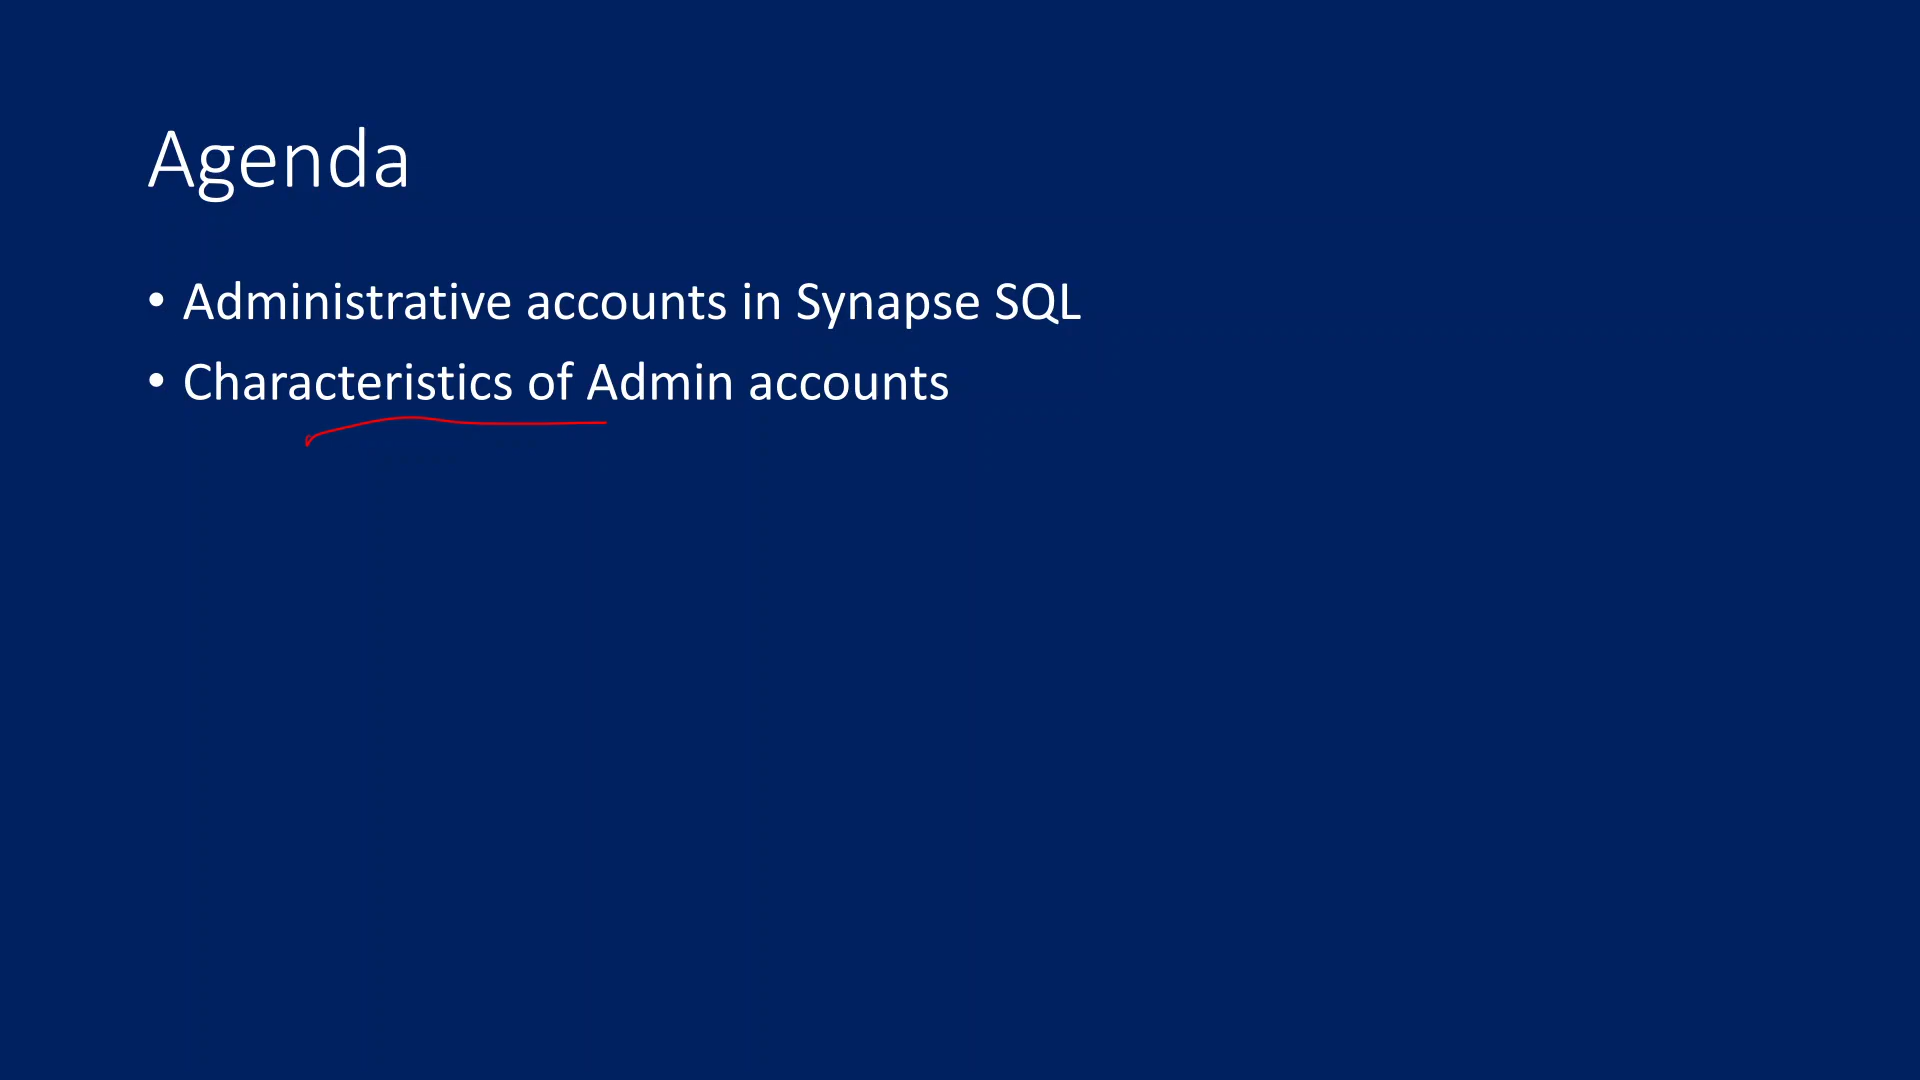 Agenda
• Administrative accounts in Synapse SQL
• Characteristics of Admin accounts